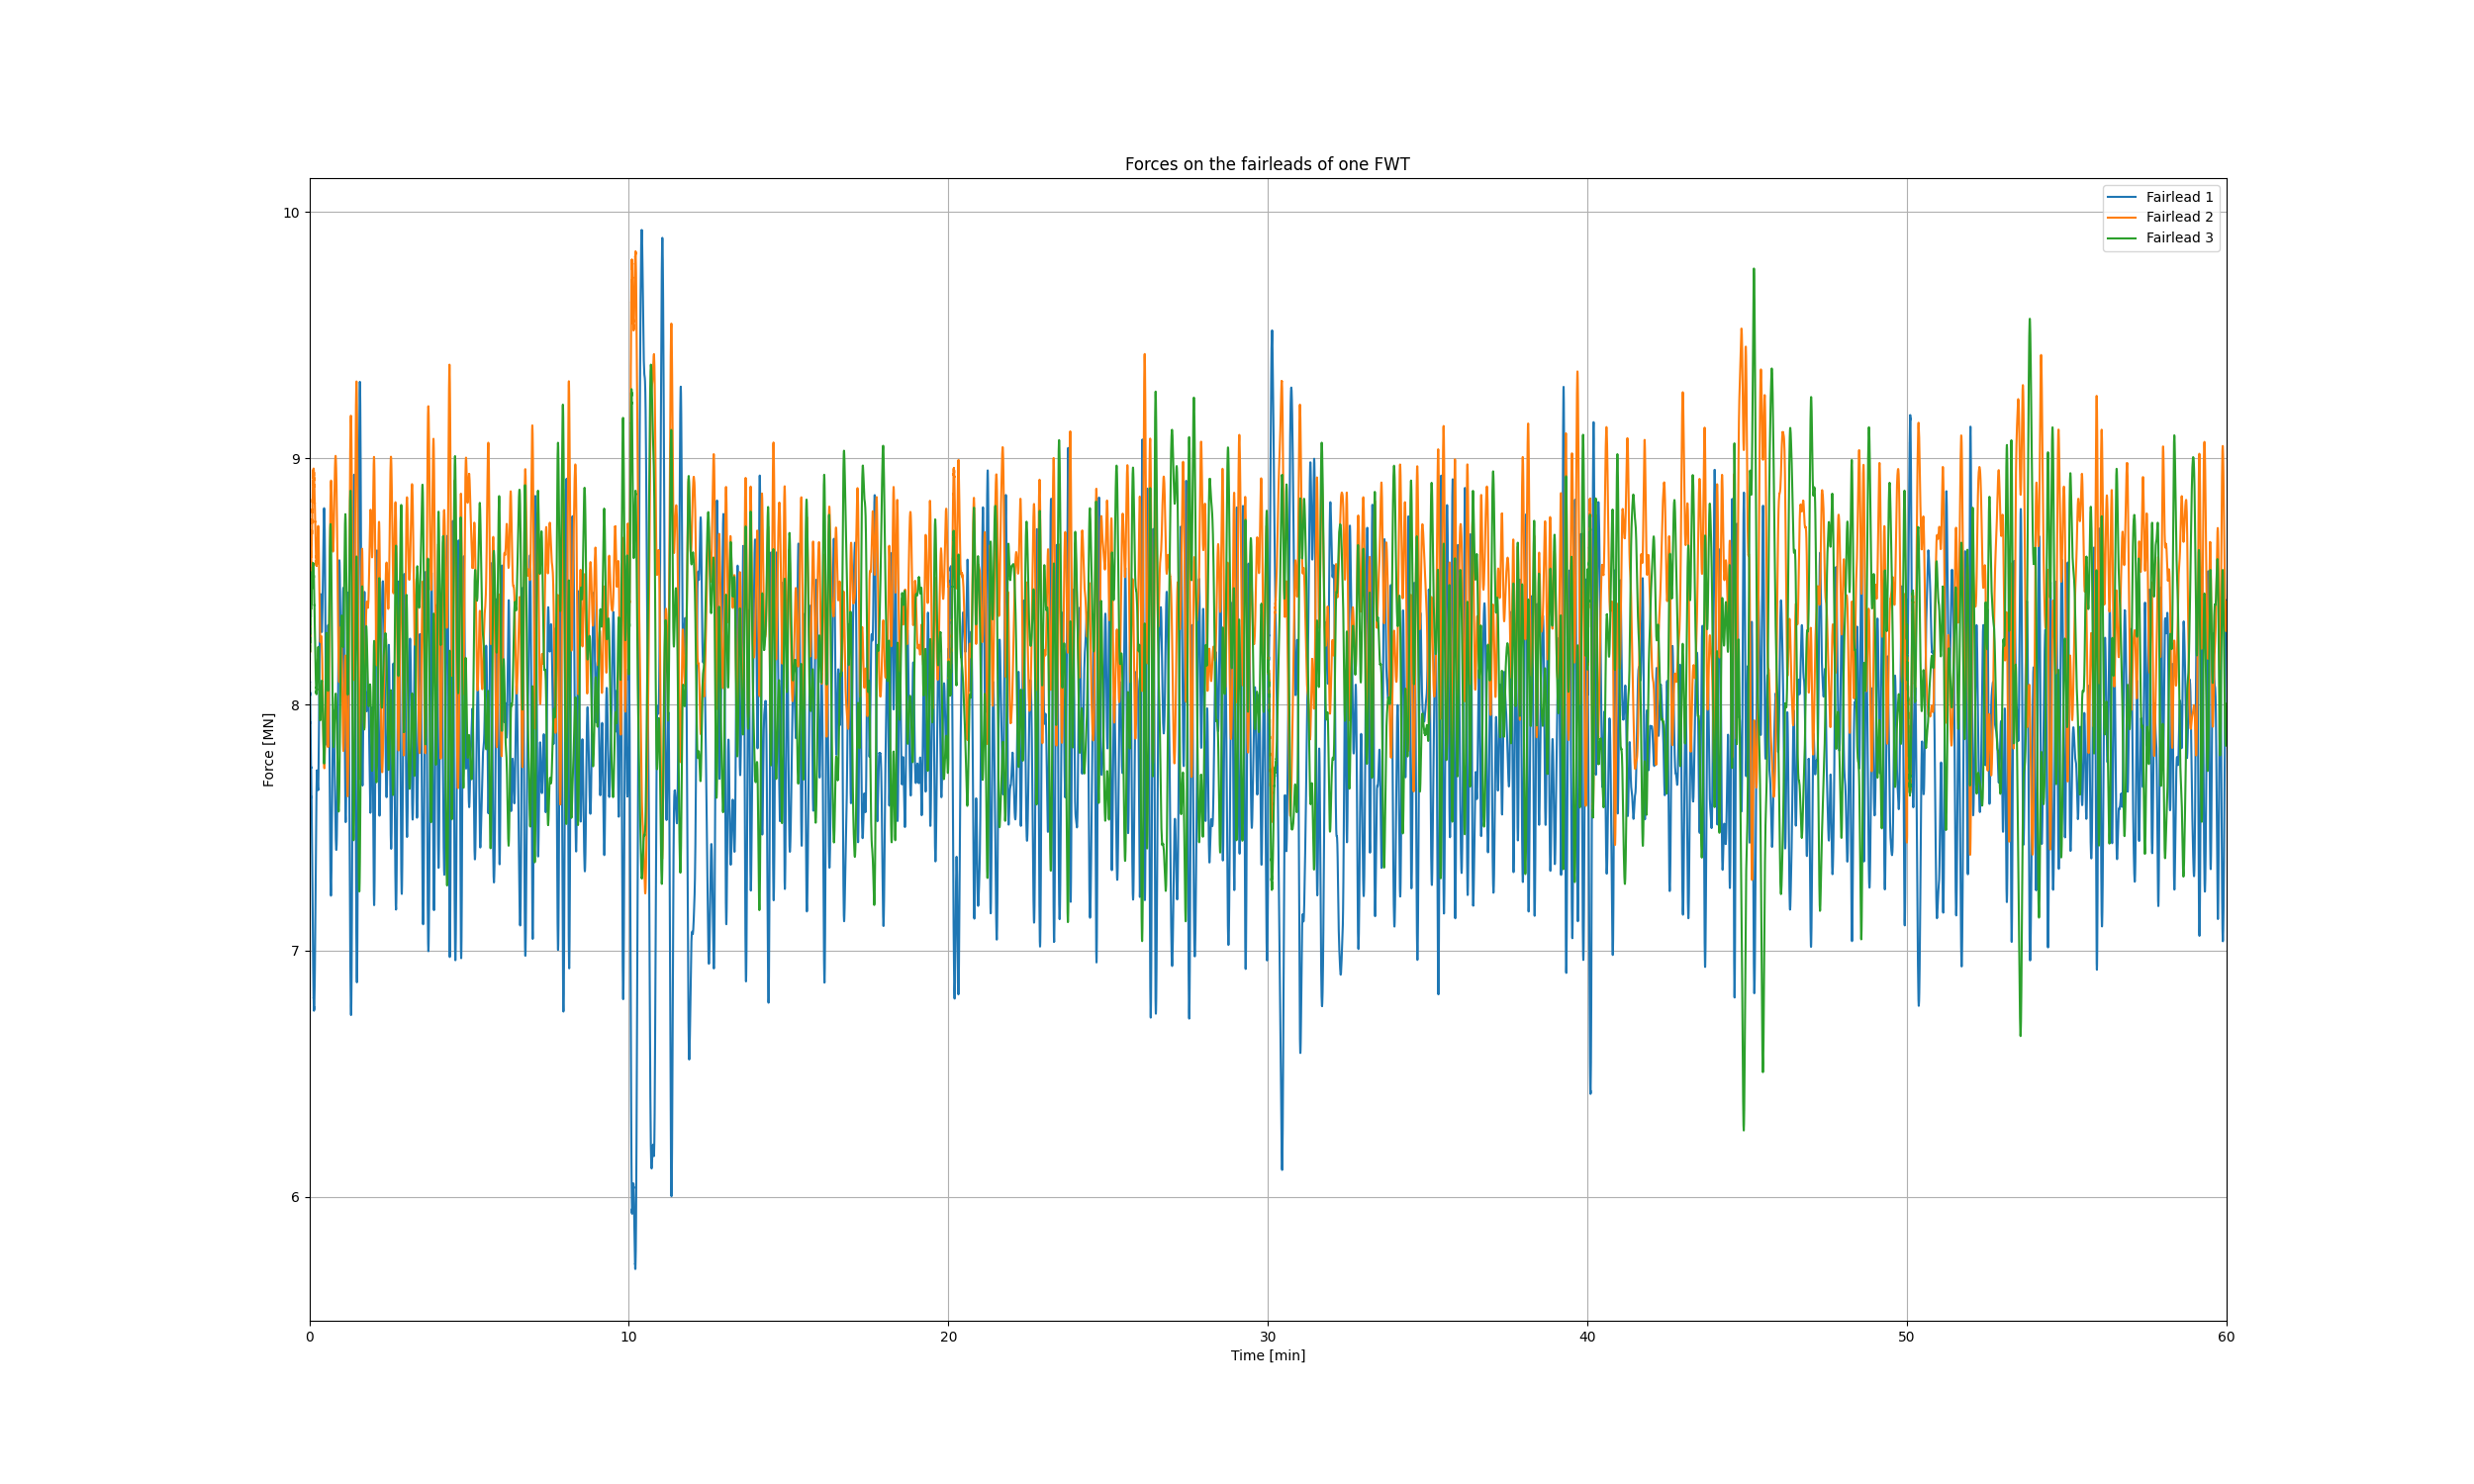 Forces on the fairleads of one FWT
Fairlead 1
Fairlead 2
Fairlead 3
10
9
8
7
6
Force [MN]
0 10 20 30 40 50 60
Time [min]